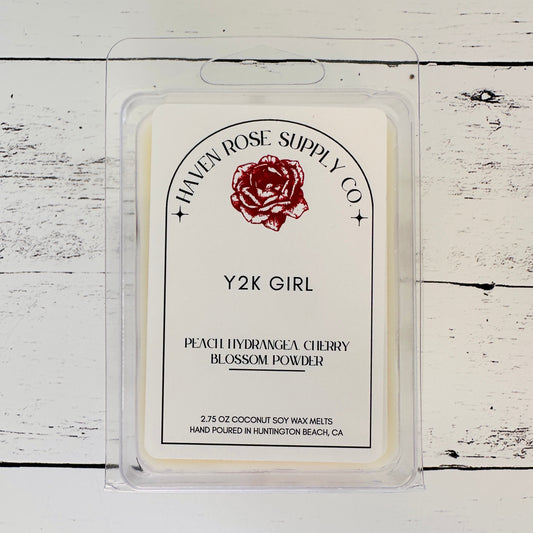 HAVEN ROSE SUPPLY CO.
Y2K GIRL
PEACH, HYDRANGEA, CHERRY
BLOSSOM, POWDER
2.75 OZ COCONUT SOY WAX MELTS
HAND POURED IN HUNTINGTON BEACH, CA